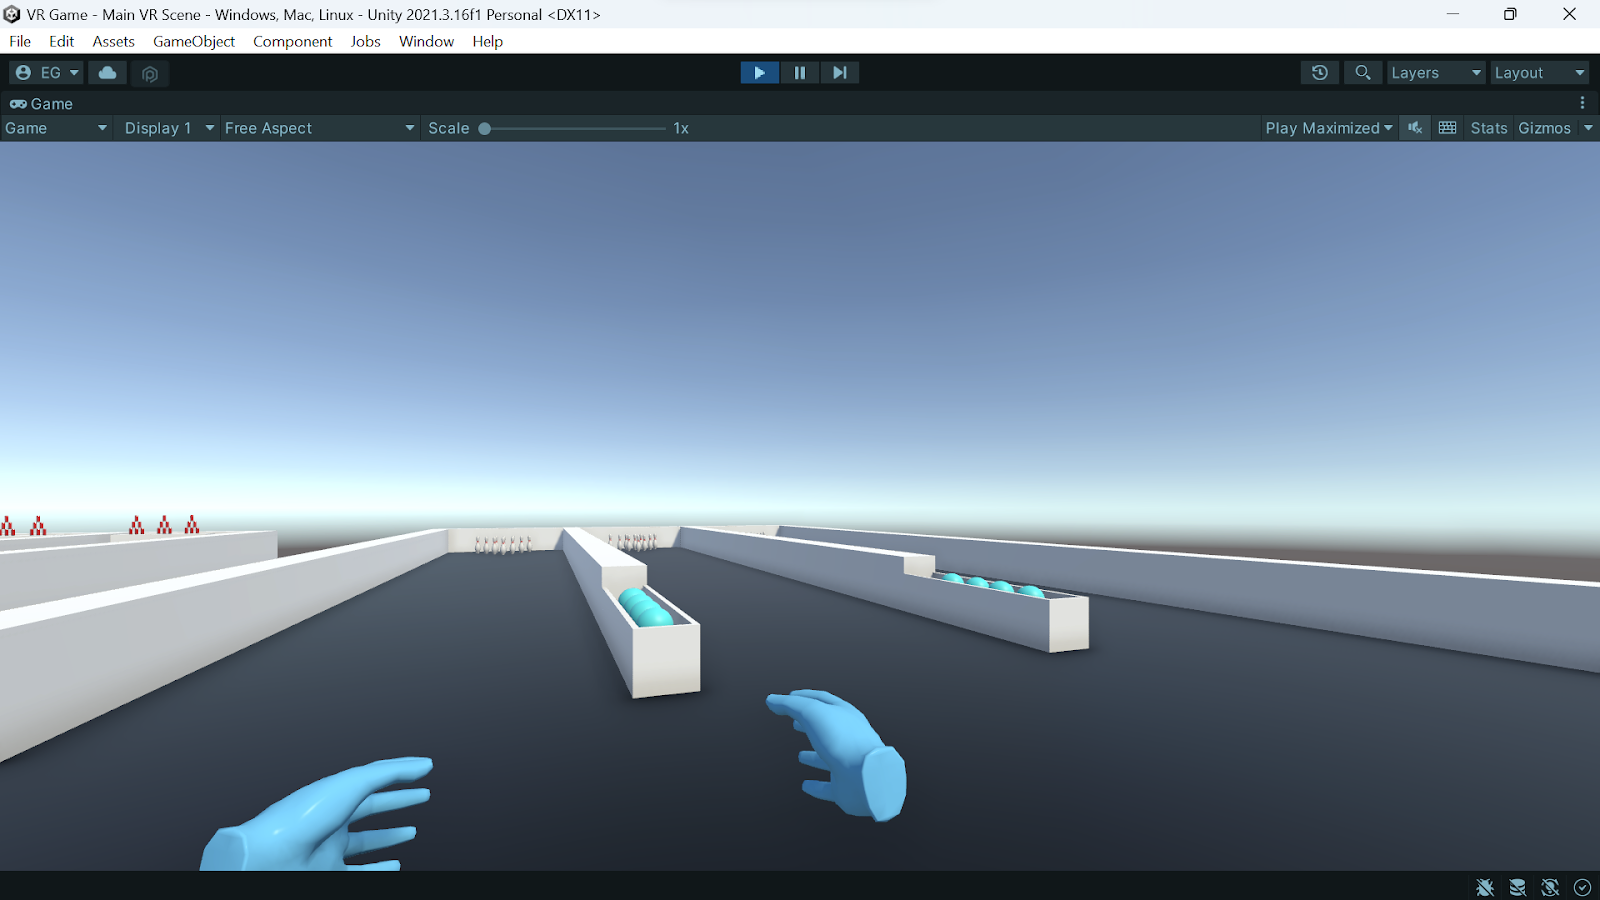 VR Game - Main VR Scene - Windows, Mac, Linux - Unity 2021.3.16f1 Personal <DX11>
File Edit Assets GameObject Component Jobs Window Help
EG Layers Layout
Game
Game Display 1 Free Aspect Scale 1x Play Maximized Stats Gizmos